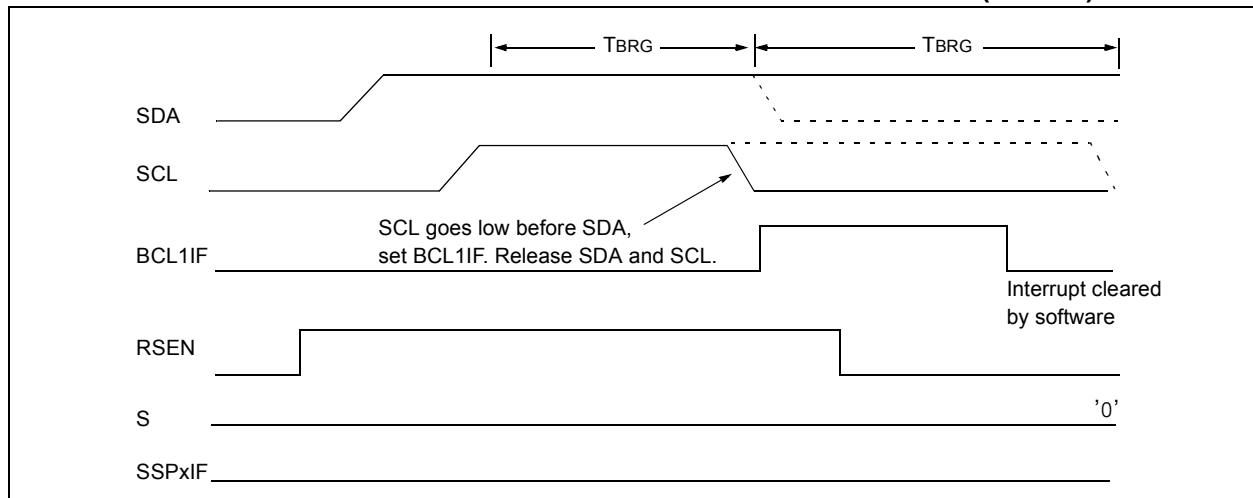 TBRG
TBRG
SDA
SCL
SCL goes low before SDA,
set BCL1IF. Release SDA and SCL.
BCL1IF
Interrupt cleared
by software
RSEN
S
'0'
SSPxIF